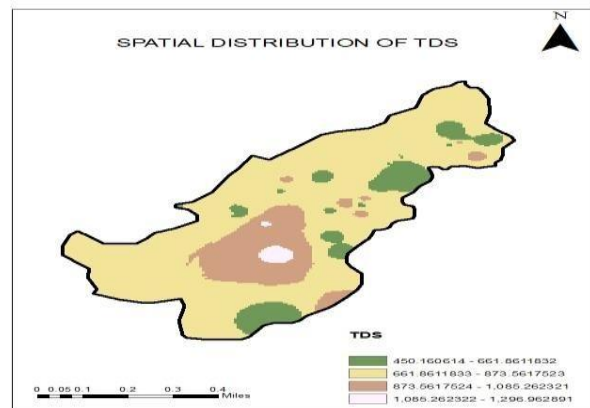 N
SPATIAL DISTRIBUTION OF TDS
TDS
450.160614 - 661.8611832
661.8611833 - 873.5617523
873.5617524 - 1,085.262321
1,085.262322 - 1,296.962891
0 0.05 0.1 0.2 0.3 0.4
Miles